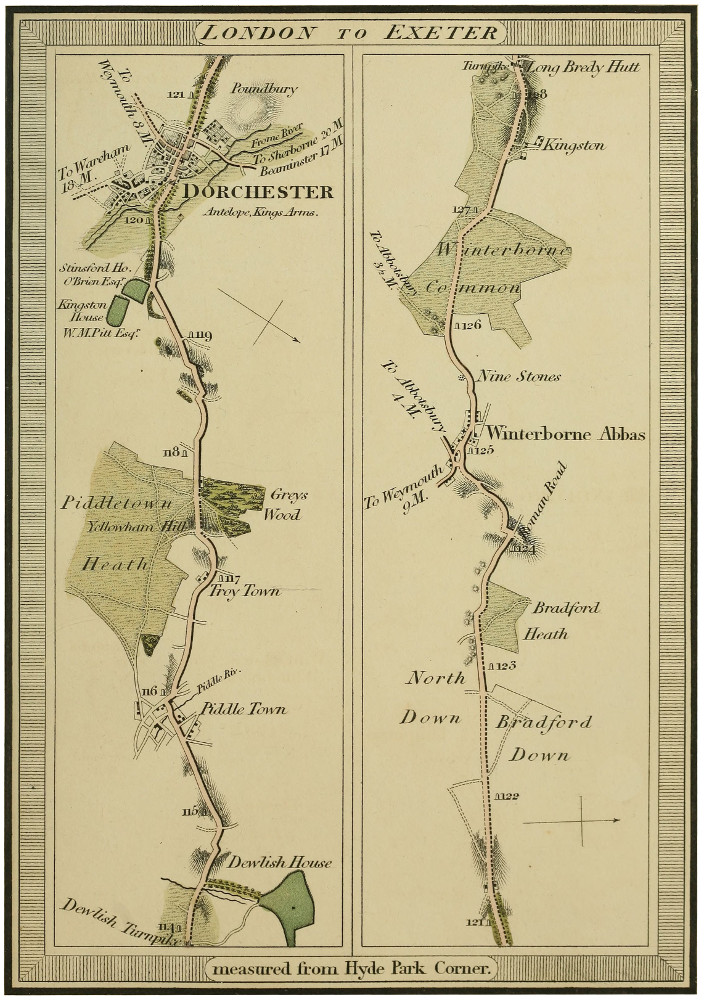 LONDON TO EXETER
121
Poundbury
To
Weymouth 8 M.
Frome River
To Sherborne 20 M
Beaminster 17 M
To Wareham
18 M.
DORCHESTER
Antelope, Kings Arms.
120
Stinsford Ho.
O'Brien Esqr.
Kingston
House
W. M. Pitt Esqr.
119
118
Greys
Wood
Piddletown
Yellowham Hill
Heath
117
Troy Town
116
Piddle Riv.
Piddle Town
115
Dewlish House
114
Dewlish Turnpike
Turnpike
Long Bredy Hutt
128
Kingston
127
Winterborne
Common
To Abbotsbury
3½ M.
126
Nine Stones
To Abbotsbury
4 M.
Winterborne Abbas
125
To Weymouth
9 M.
Roman Road
124
Bradford
Heath
123
North
Down
Bradford
Down
122
121
measured from Hyde Park Corner.